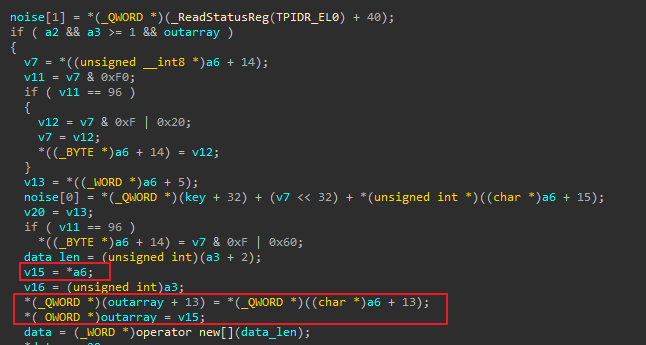 noise[1] = *(_QWORD *)(_ReadStatusReg(TPIDR_EL0) + 40);
if ( a2 && a3 >= 1 && outarray )
{
v7 = *((unsigned __int8 *)a6 + 14);
v11 = v7 & 0xF0;
if ( v11 == 96 )
{
v12 = v7 & 0xF | 0x20;
v7 = v12;
*((_BYTE *)a6 + 14) = v12;
}
v13 = *((_WORD *)a6 + 5);
noise[0] = *(_QWORD *)(key + 32) + (v7 << 32) + *(unsigned int *)((char *)a6 + 15);
v20 = v13;
if ( v11 == 96 )
*((_BYTE *)a6 + 14) = v7 & 0xF | 0x60;
data_len = (unsigned int)(a3 + 2);
v15 = *a6;
v16 = (unsigned int)a3;
*(_QWORD *)(outarray + 13) = *(_QWORD *)((char *)a6 + 13);
*(_OWORD *)outarray = v15;
data = (_WORD *)operator new[](data_len);